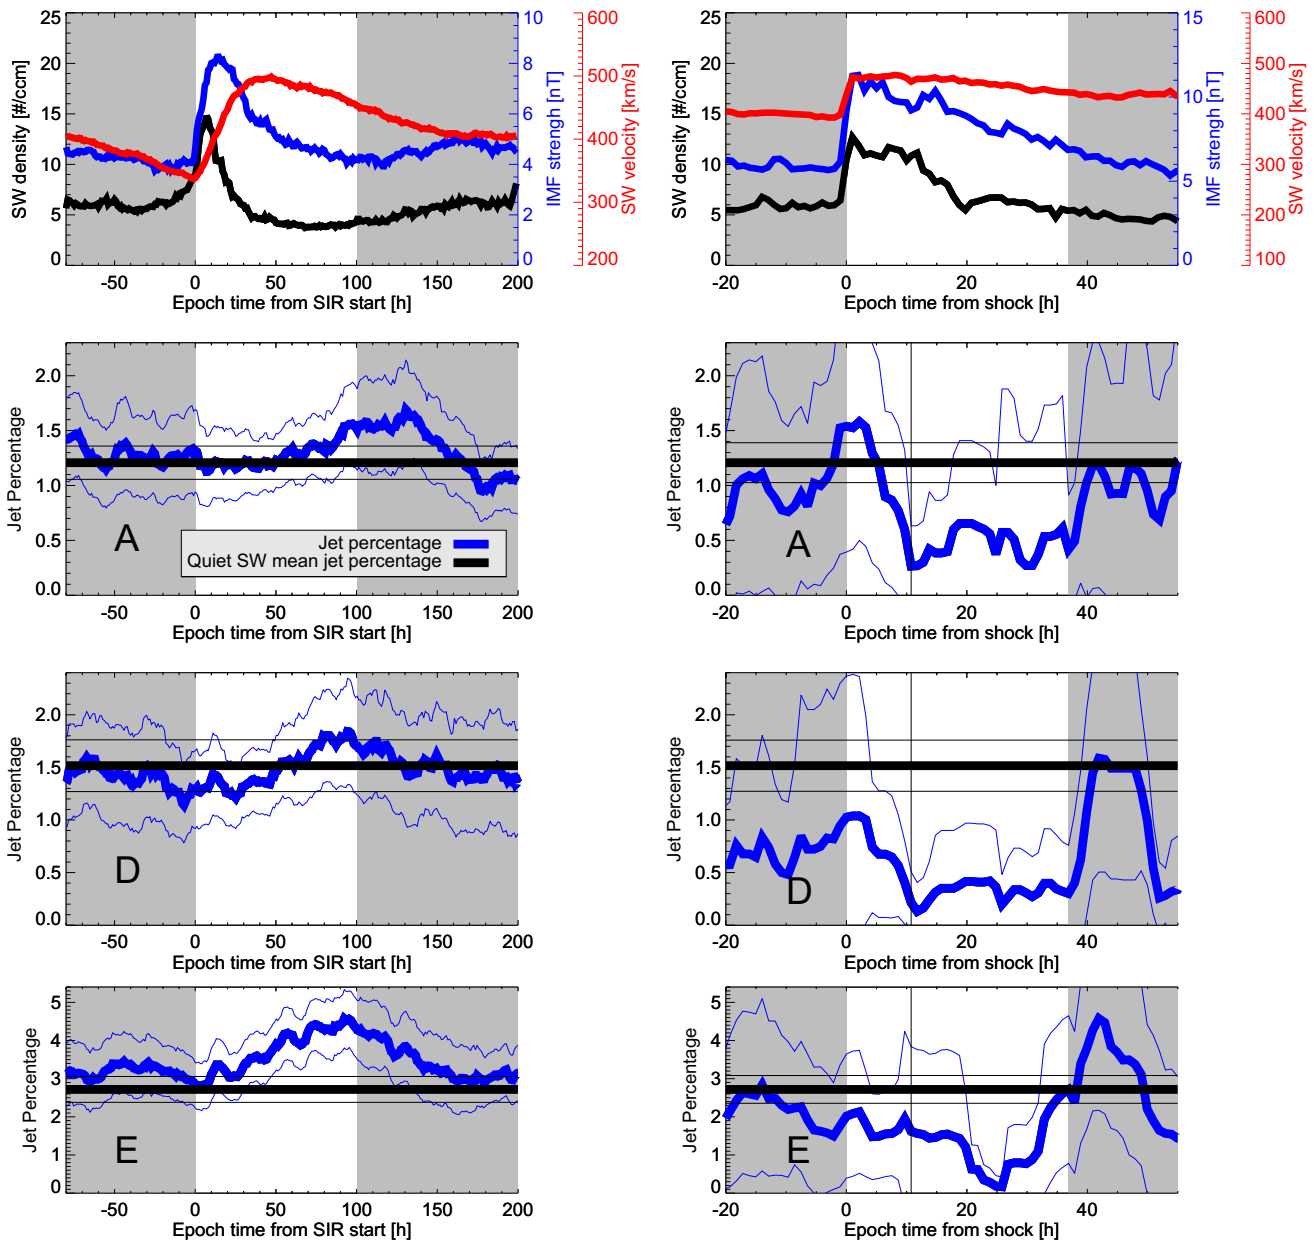 25
20
15
10
5
0
SW density [#/ccm]
-50 0 50 100 150 200
Epoch time from SIR start [h]
10
8
6
4
2
0
IMF strengh [nT]
600
500
400
300
200
SW velocity [km/s]
25
20
15
10
5
0
SW density [#/ccm]
-20 0 20 40
Epoch time from shock [h]
15
10
5
0
IMF strengh [nT]
600
500
400
300
200
100
SW velocity [km/s]
2.0
1.5
1.0
0.5
0.0
Jet Percentage
A
Jet percentage
Quiet SW mean jet percentage
-50 0 50 100 150 200
Epoch time from SIR start [h]
2.0
1.5
1.0
0.5
0.0
Jet Percentage
A
-20 0 20 40
Epoch time from shock [h]
2.0
1.5
1.0
0.5
0.0
Jet Percentage
D
-50 0 50 100 150 200
Epoch time from SIR start [h]
2.0
1.5
1.0
0.5
0.0
Jet Percentage
D
-20 0 20 40
Epoch time from shock [h]
5
4
3
2
1
0
Jet Percentage
E
-50 0 50 100 150 200
Epoch time from SIR start [h]
5
4
3
2
1
0
Jet Percentage
E
-20 0 20 40
Epoch time from shock [h]